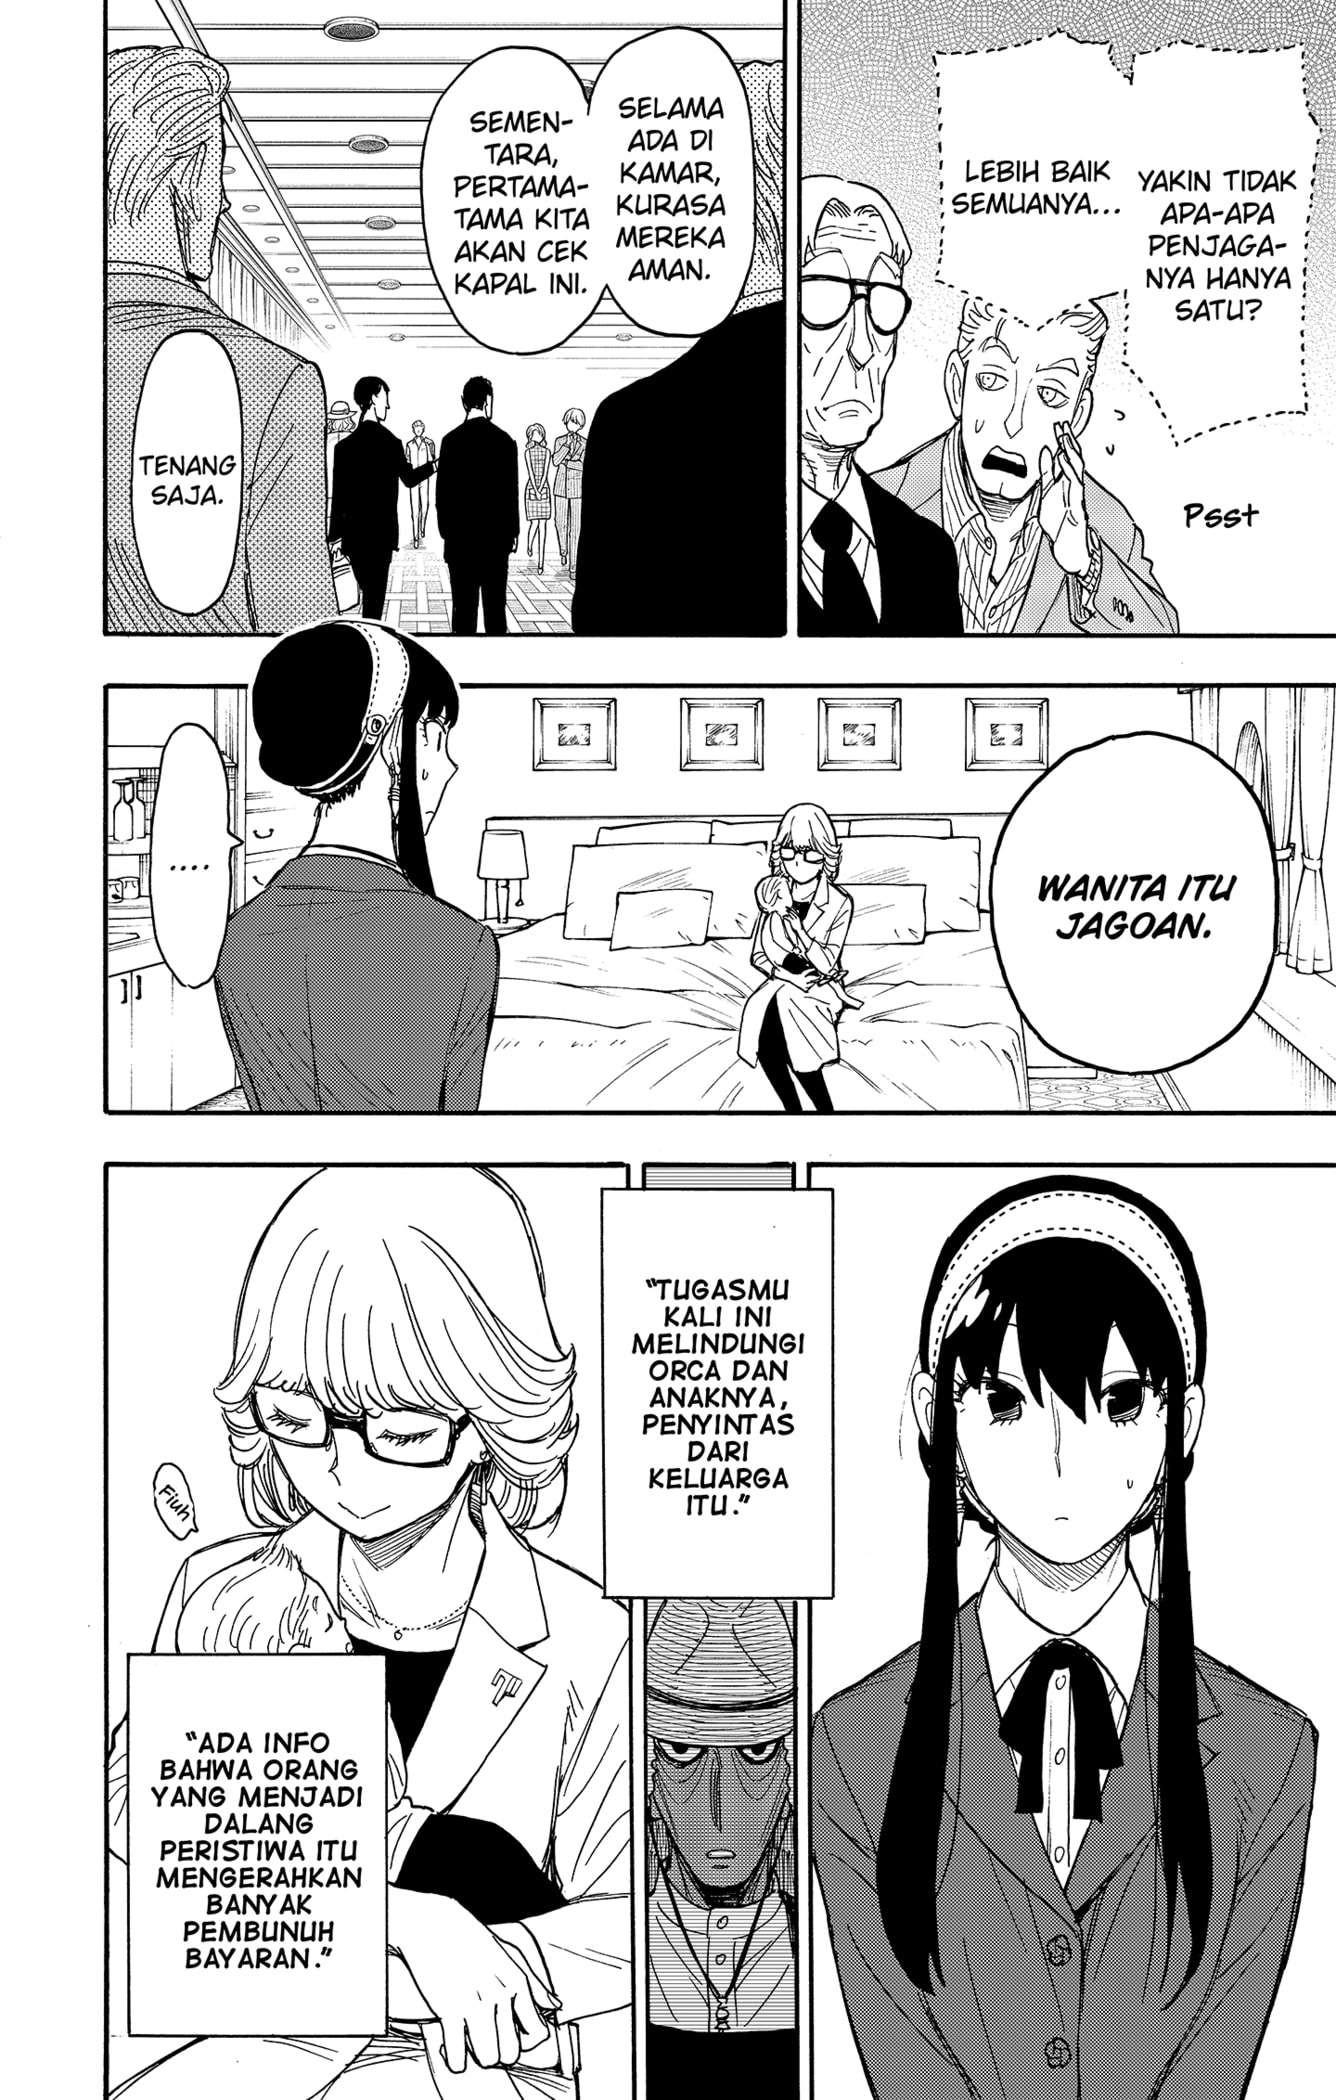 YAKIN TIDAK
APA-APA
PENJAGA-
NYA HANYA
SATU?
LEBIH BAIK
SEMUANYA...
Psst
SELAMA
ADA DI
KAMAR,
KURASA
MEREKA
AMAN.
SEMEN-
TARA,
PERTAMA-
TAMA KITA
AKAN CEK
KAPAL INI.
TENANG
SAJA.
WANITA ITU
JAGOAN.
.....
"TUGASMU
KALI INI
MELINDUNGI
ORCA DAN
ANAKNYA,
PENYINTAS
DARI
KELUARGA
ITU."
Fiuh
"ADA INFO
BAHWA ORANG
YANG MENJADI
DALANG
PERISTIWA ITU
MENGERAHKAN
BANYAK
PEMBUNUH
BAYARAN."